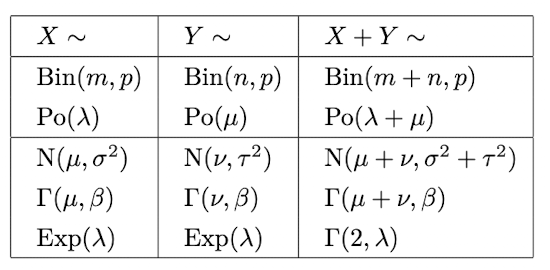 X ∼ Y ∼ X + Y ∼
Bin(m, p) Bin(n, p) Bin(m + n, p)
Po(λ) Po(μ) Po(λ + μ)
N(μ, σ²) N(ν, τ²) N(μ + ν, σ² + τ²)
Γ(μ, β) Γ(ν, β) Γ(μ + ν, β)
Exp(λ) Exp(λ) Γ(2, λ)